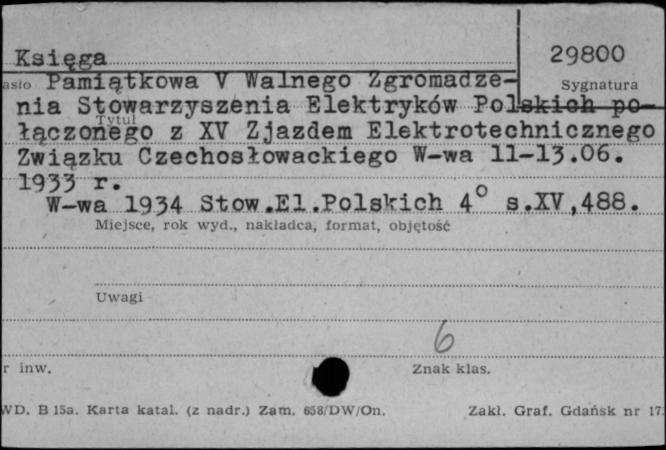 Księga 29800
asło Pamiątkowa V Walnego Zgromadze- Sygnatura
nia Stowarzyszenia Elektryków Polskich po-
Tytuł
łączonego z XV Zjazdem Elektrotechnicznego
Związku Czechosłowackiego W-wa 11-13.06.
1933 r.
W-wa 1934 Stow.El.Polskich 4° s.XV,488.
Miejsce, rok wyd., nakładca, format, objętość
Uwagi
6
r inw. Znak klas.
WD. B 15a. Karta katal. (z nadr.) Zam. 658/DW/On. Zakł. Graf. Gdańsk nr 17